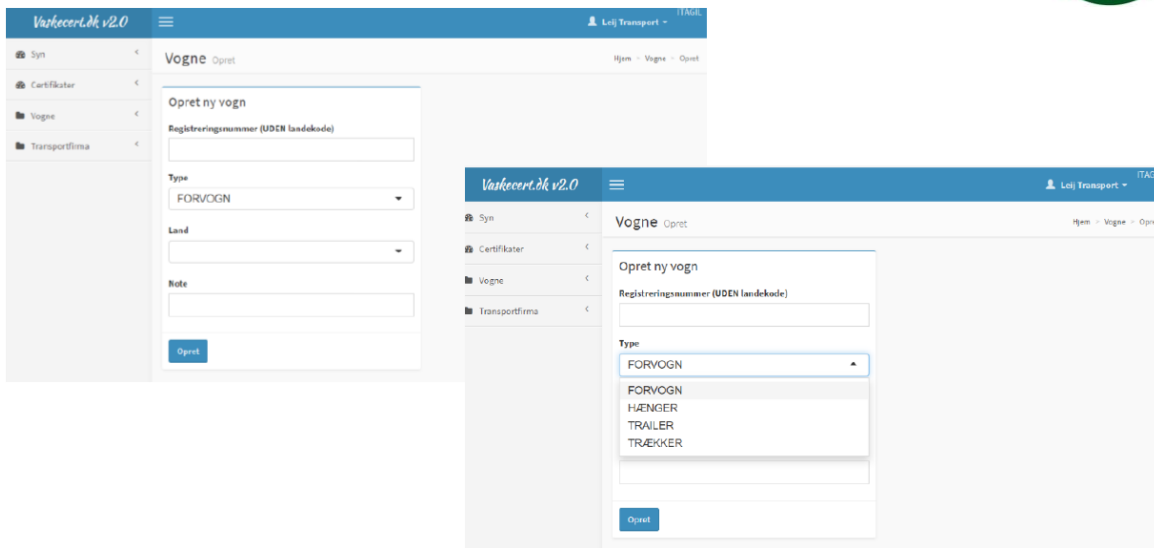 Vaskecert.dk v2.0
ITAGIL
Leij Transport
Syn
Certifikater
Vogne
Transportfirma
Vogne Opret
Hjem > Vogne > Opret
Opret ny vogn
Registreringsnummer (UDEN landekode)
Type
FORVOGN
Land
Note
Opret
Vaskecert.dk v2.0
ITAG
Leij Transport
Syn
Certifikater
Vogne
Transportfirma
Vogne Opret
Hjem > Vogne > Opre
Opret ny vogn
Registreringsnummer (UDEN landekode)
Type
FORVOGN
FORVOGN
HÆNGER
TRAILER
TRÆKKER
Opret